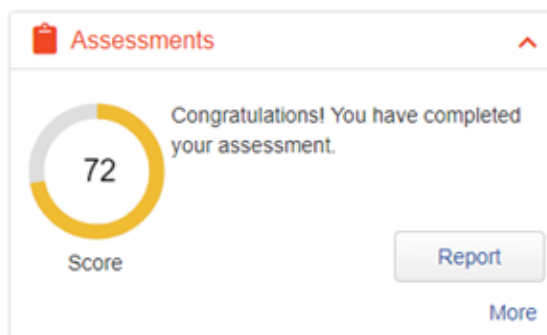 Assessments
Congratulations! You have completed
your assessment.
72
Score
Report
More